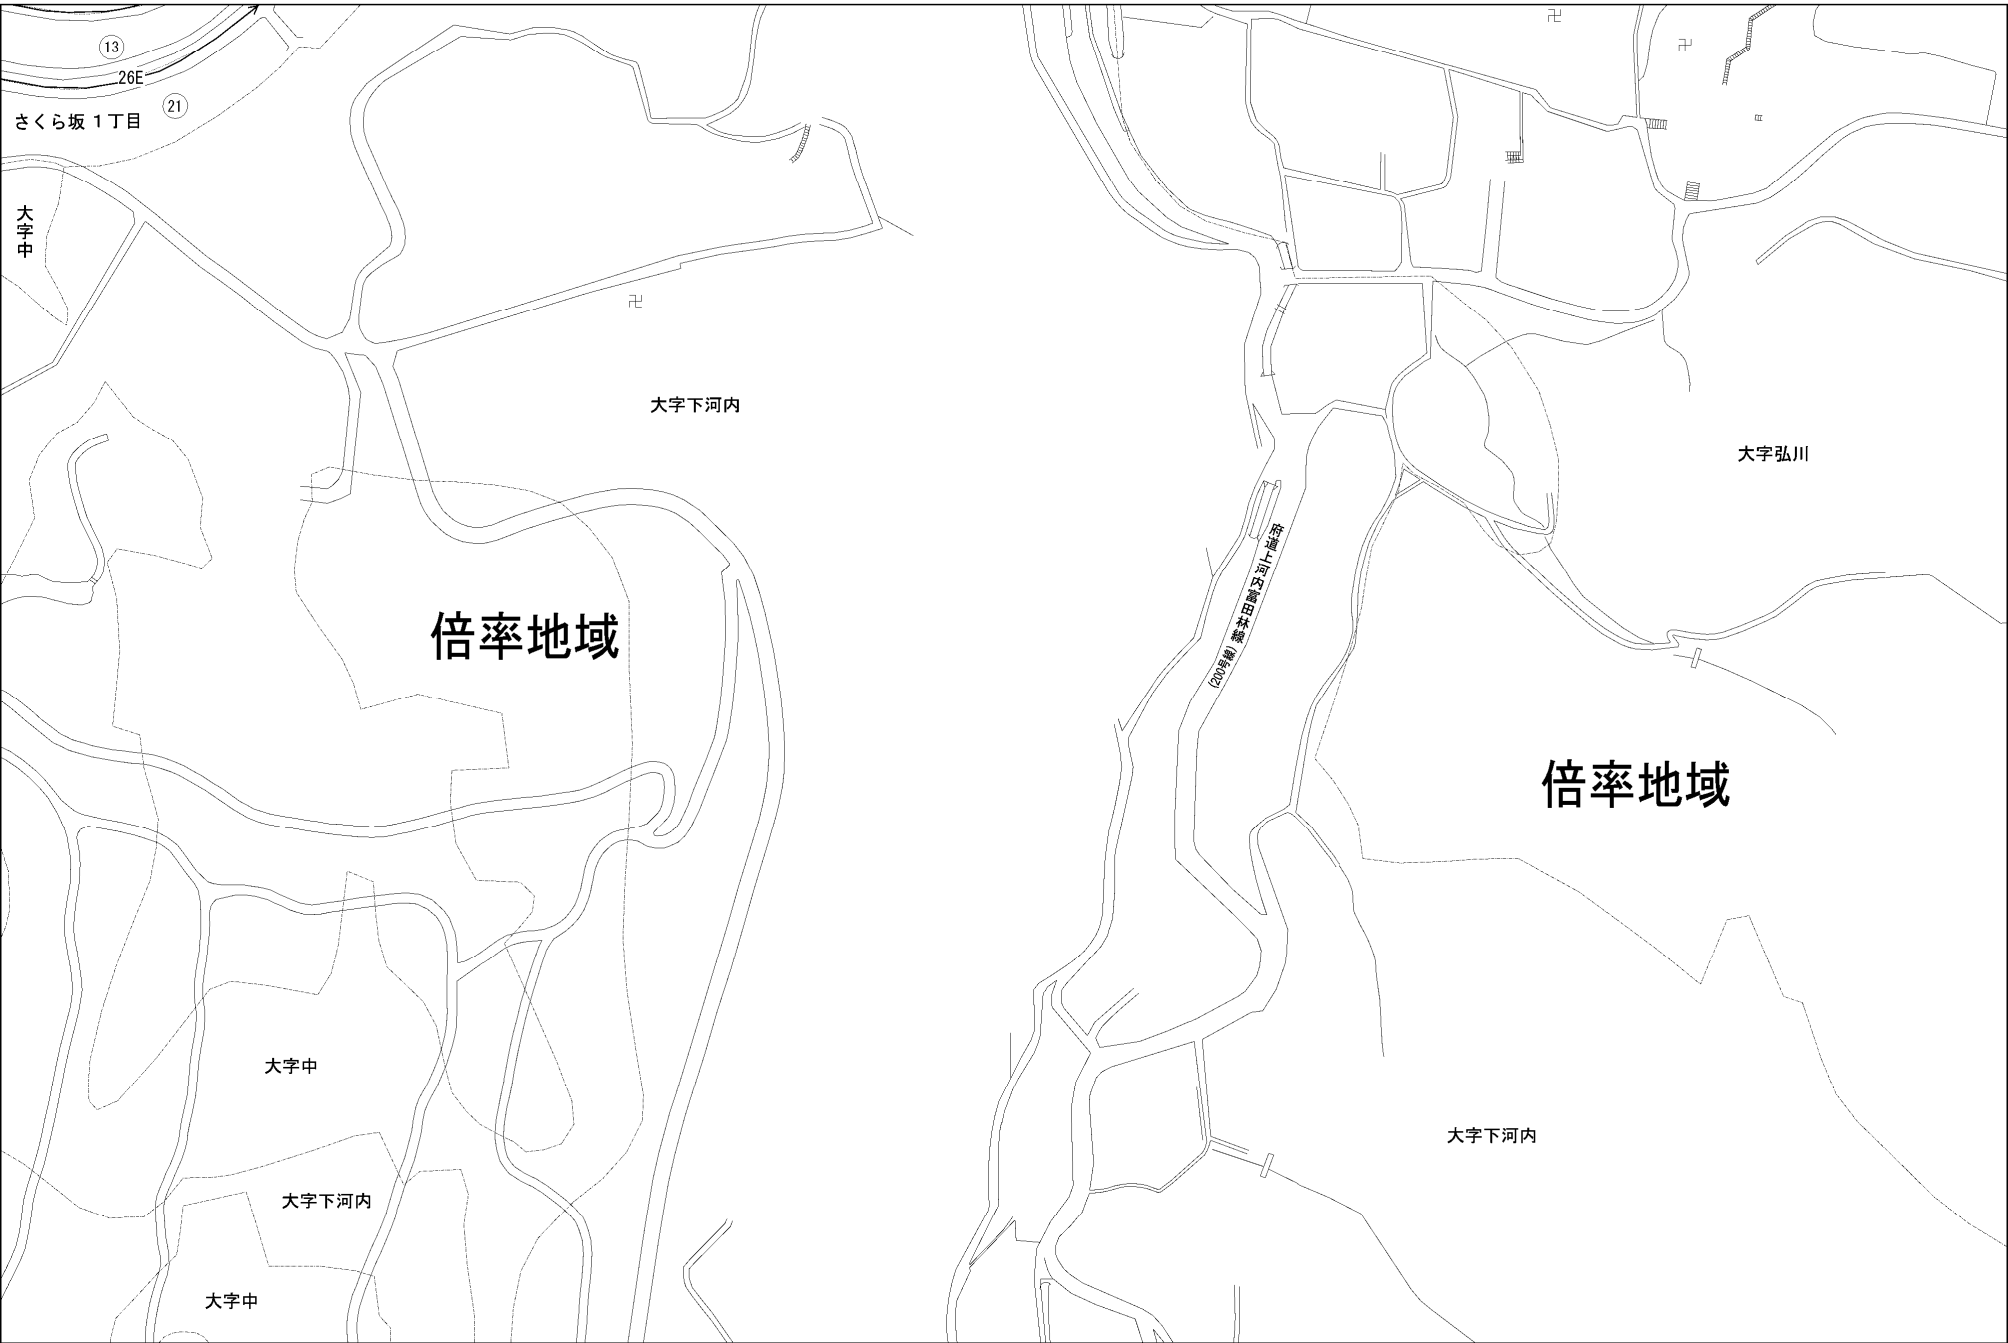 13
26E
21
さくら坂 1丁目
大字中
卍
卍
卍
大字下河内
大字弘川
府道上河内富田林線
(200号線)
倍率地域
倍率地域
大字中
大字下河内
大字下河内
大字中